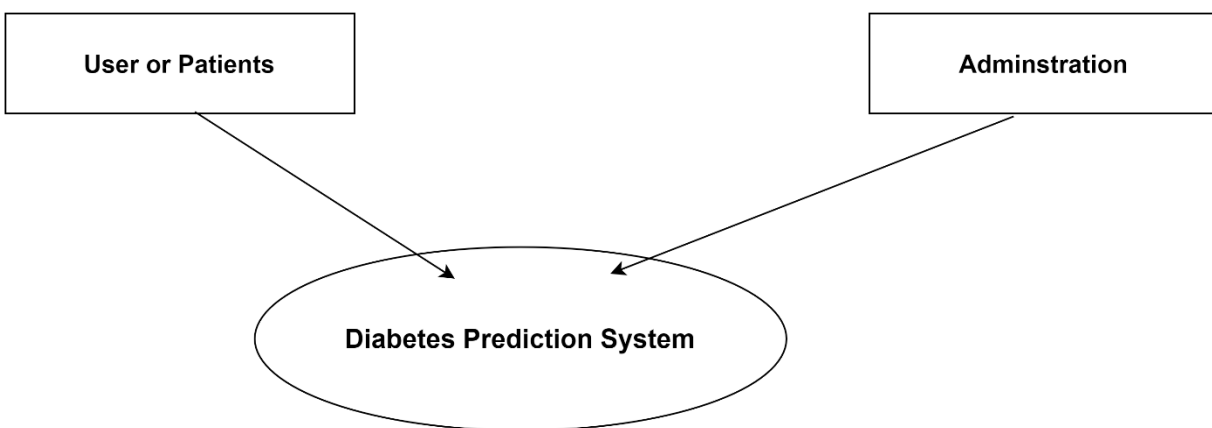 User or Patients
Adminstration
Diabetes Prediction System